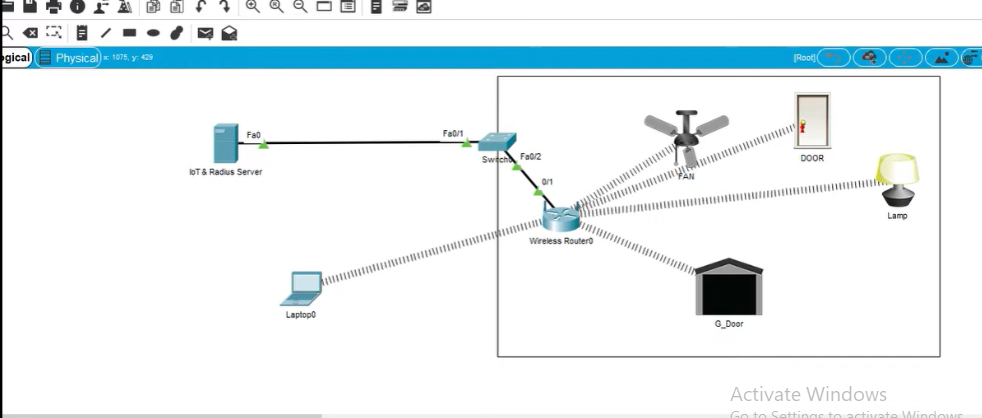 ogical
Physical
x: 1075, y: 429
[Root]
Fa0
IoT & Radius Server
Fa0/1
Switch0
Fa0/2
0/1
Wireless Router0
Laptop0
FAN
DOOR
Lamp
G_Door
Activate Windows
Go to Settings to activate Windows.